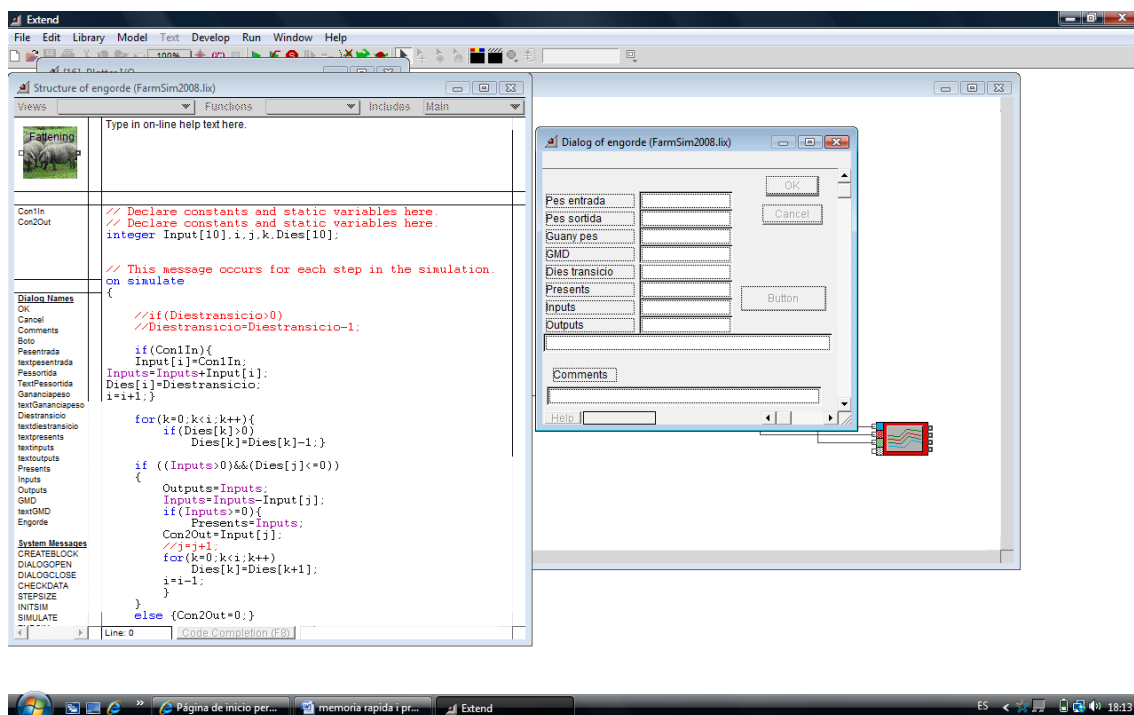 Extend
File Edit Library Model Text Develop Run Window Help
100%
Structure of engorde (FarmSim2008.lix)
Views Functions Includes Main
Fattening
Type in on-line help text here.
Con1In
Con2Out
// Declare constants and static variables here.
// Declare constants and static variables here.
integer Input[10],i,j,k,Dies[10];
// This message occurs for each step in the simulation.
on simulate
{
//if(Diestransicio>0)
//Diestransicio=Diestransicio-1;
if(Con1In){
Input[i]=Con1In;
Inputs=Inputs+Input[i];
Dies[i]=Diestransicio;
i=i+1;}
for(k=0;k<i;k++){
if(Dies[k]>0)
Dies[k]=Dies[k]-1;}
if ((Inputs>0)&&(Dies[j]<=0))
{
Outputs=Inputs;
Inputs=Inputs-Input[j];
if(Inputs>=0){
Presents=Inputs;
Con2Out=Input[j];
//j=j+1;
for(k=0;k<i;k++)
Dies[k]=Dies[k+1];
i=i-1;
}
}
else {Con2Out=0;}
Dialog Names
OK
Cancel
Comments
Boto
Pesentrada
textpesentrada
Pessortida
TextPessortida
Gananciapeso
textGananciapeso
Diestransicio
textdiestransicio
textpresents
textinputs
textoutputs
Presents
Inputs
Outputs
GMD
textGMD
Engorde
System Messages
CREATEBLOCK
DIALOGOPEN
DIALOGCLOSE
CHECKDATA
STEPSIZE
INITSIM
SIMULATE
Line: 0 Code Completion (F8)
Dialog of engorde (FarmSim2008.lix)
OK
Cancel
Pes entrada
Pes sortida
Guany pes
GMD
Dies transicio
Presents
Inputs
Outputs
Button
Comments
Help
Página de inicio per... memoria rapida i pr... Extend ES 18:13